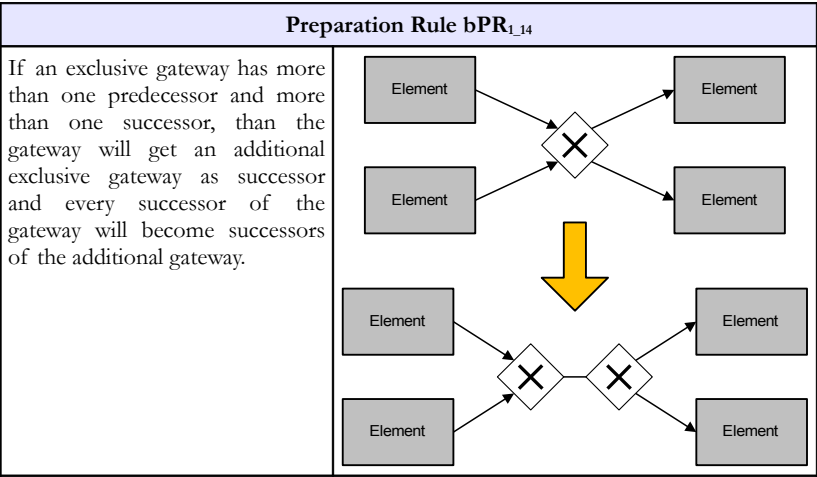 Preparation Rule bPR1_14
If an exclusive gateway has more
than one predecessor and more
than one successor, than the
gateway will get an additional
exclusive gateway as successor
and every successor of the
gateway will become successors
of the additional gateway.
Element
Element
Element
Element
Element
Element
Element
Element